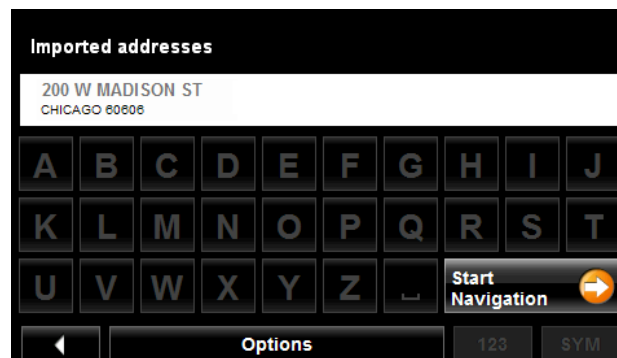 Imported addresses
200 W MADISON ST
CHICAGO 60606
A B C D E F G H I J
K L M N O P Q R S T
U V W X Y Z Start Navigation
Options 123 SYM